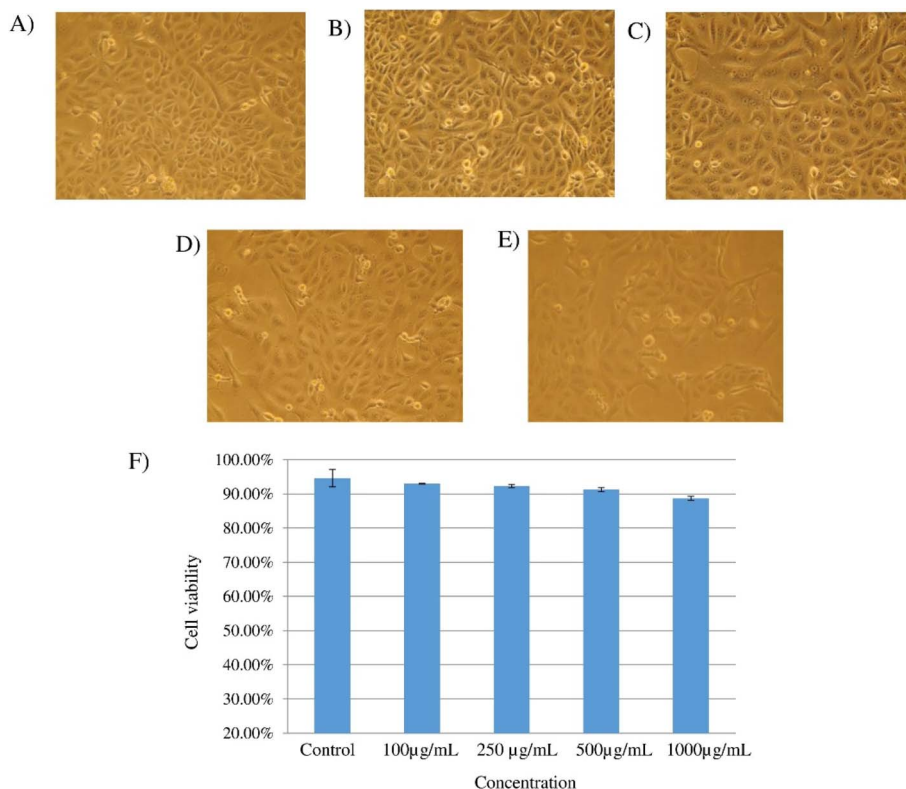 A)
B)
C)
D)
E)
F)
100.00%
90.00%
80.00%
70.00%
60.00%
50.00%
40.00%
30.00%
20.00%
Cell viability
Control 100µg/mL 250 µg/mL 500µg/mL 1000µg/mL
Concentration